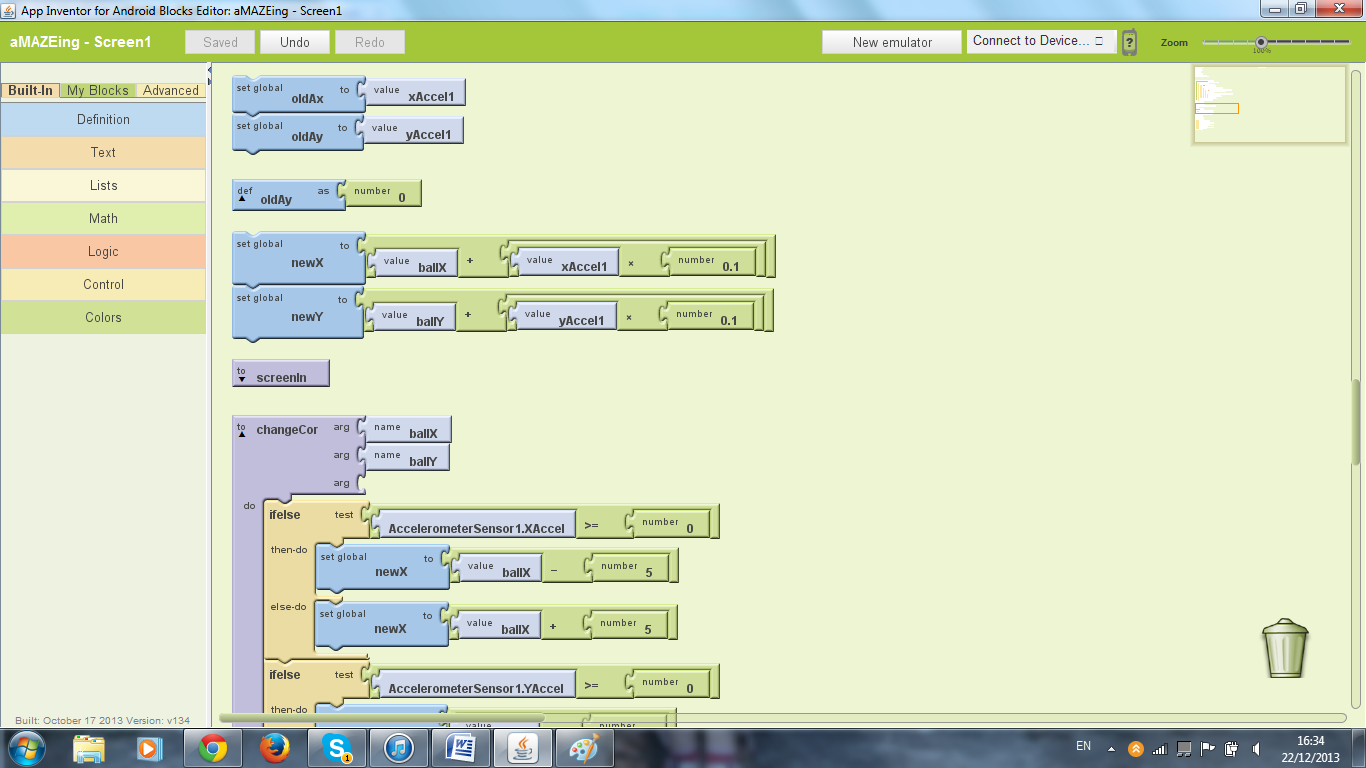 App Inventor for Android Blocks Editor: aMAZEing - Screen1
aMAZEing - Screen1 Saved Undo Redo New emulator Connect to Device... ? Zoom 100%
Built-In My Blocks Advanced
Definition
Text
Lists
Math
Logic
Control
Colors
set global oldAx to value xAccel1
set global oldAy to value yAccel1
def oldAy as number 0
set global newX to value ballX + value xAccel1 × number 0.1
set global newY to value ballY + value yAccel1 × number 0.1
to screenIn
to changeCor arg name ballX
arg name ballY
arg
do
ifelse test AccelerometerSensor1.XAccel >= number 0
then-do set global newX to value ballX − number 5
else-do set global newX to value ballX + number 5
ifelse test AccelerometerSensor1.YAccel >= number 0
then-do
value number
Built: October 17 2013 Version: v134
EN 16:34
22/12/2013